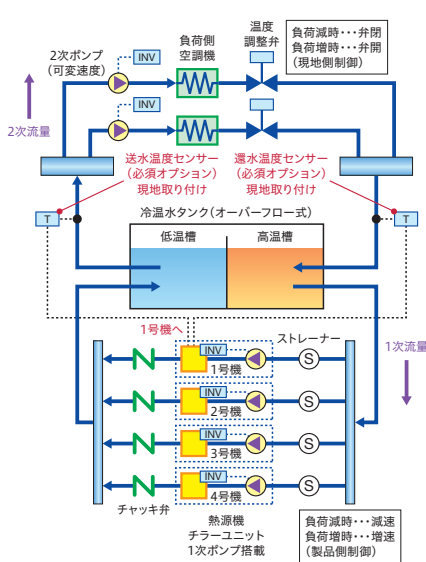 2次ポンプ
(可変速度)
INV
負荷側
空調機
温度
調整弁
負荷減時・・・弁閉
負荷増時・・・弁開
(現地側制御)
INV
2次流量
送水温度センサー
(必須オプション)
現地取り付け
還水温度センサー
(必須オプション)
現地取り付け
T
T
冷温水タンク(オーバーフロー式)
低温槽
高温槽
1号機へ
ストレーナー
1次流量
INV
1号機
S
INV
2号機
S
INV
3号機
S
INV
4号機
S
チャッキ弁
熱源機
チラーユニット
1次ポンプ搭載
負荷減時・・・減速
負荷増時・・・増速
(製品側制御)